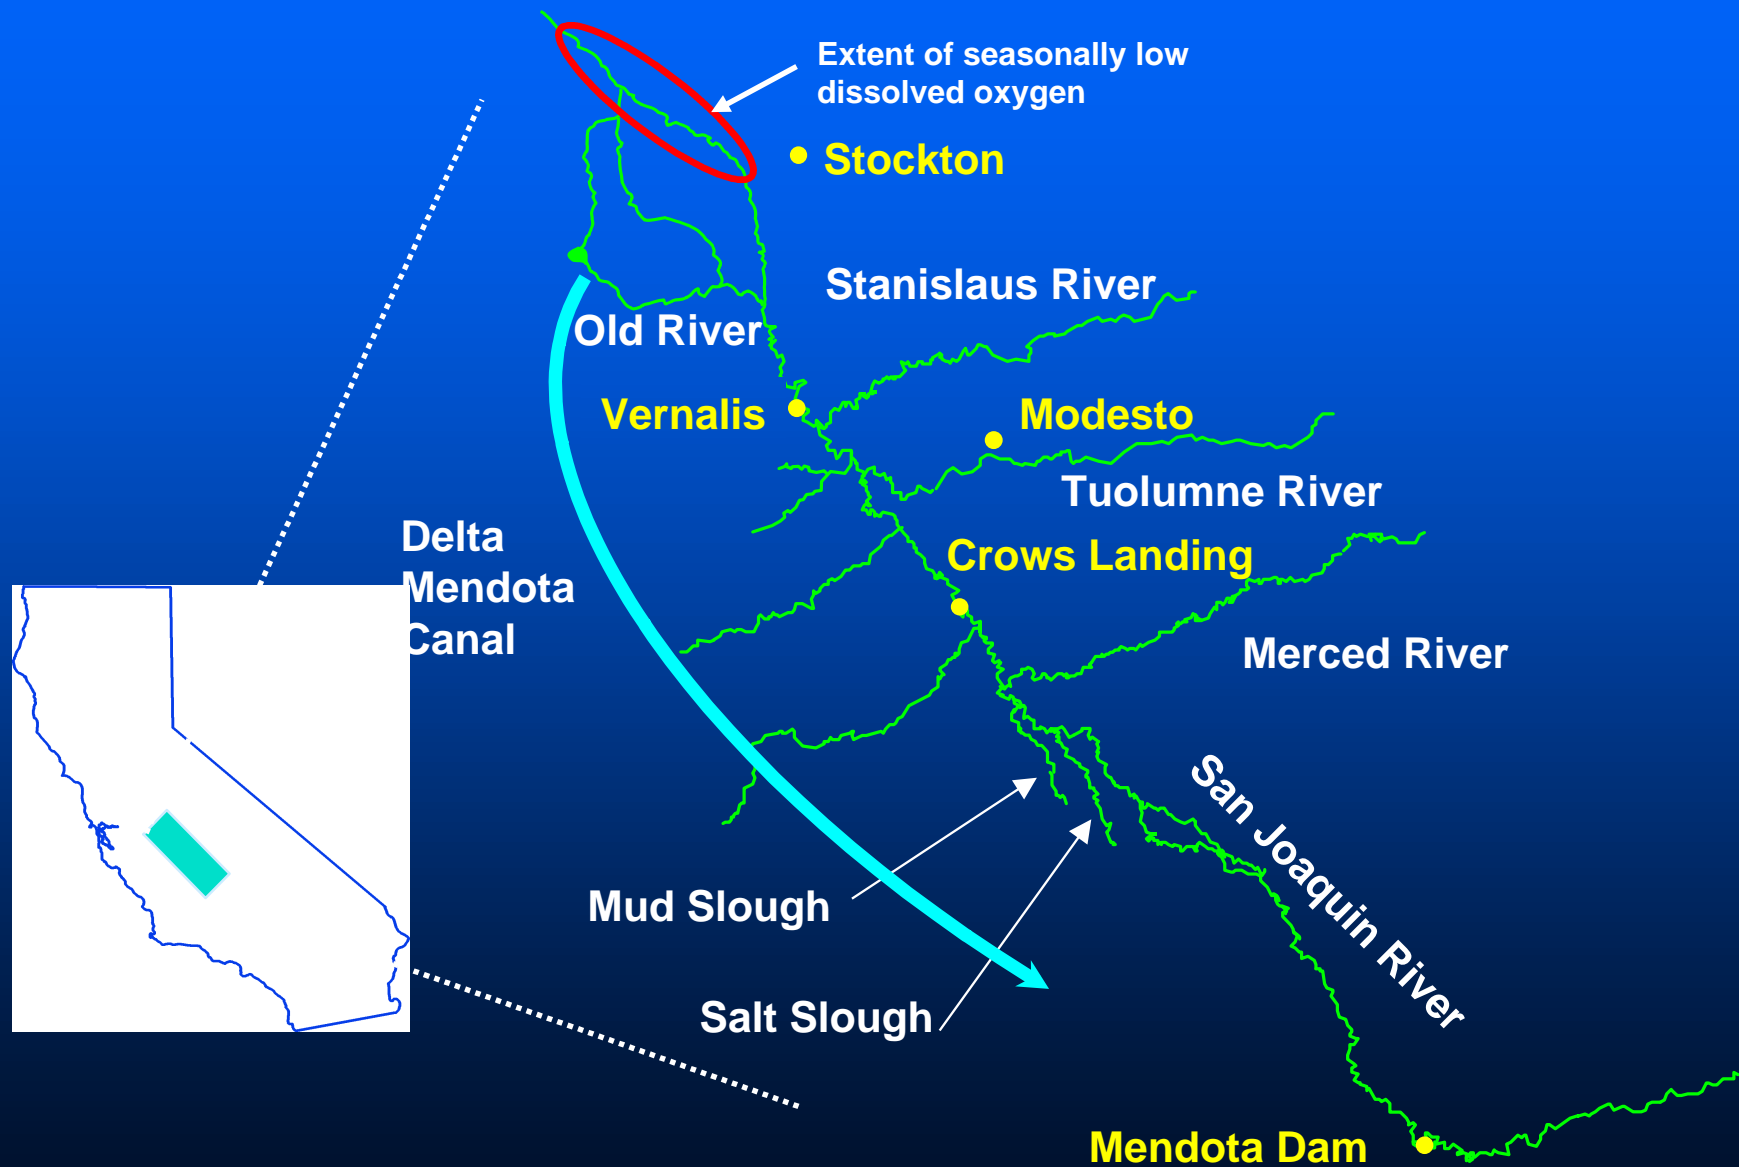 Extent of seasonally low
dissolved oxygen
Stockton
Stanislaus River
Old River
Vernalis
Modesto
Tuolumne River
Delta
Mendota
Canal
Crows Landing
Merced River
San Joaquin River
Mud Slough
Salt Slough
Mendota Dam